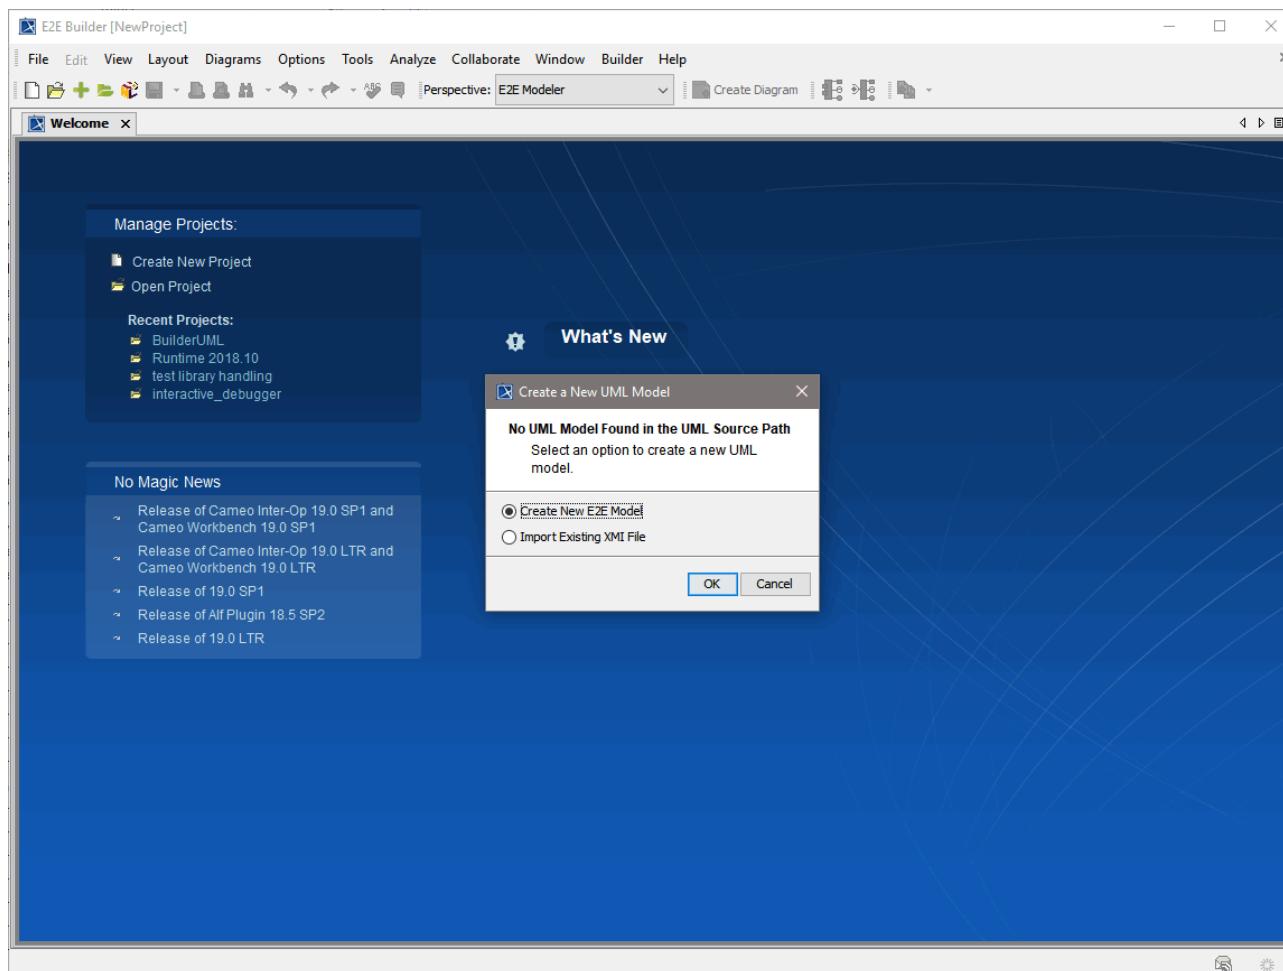 E2E Builder [NewProject]
File Edit View Layout Diagrams Options Tools Analyze Collaborate Window Builder Help
Perspective: E2E Modeler Create Diagram
Welcome
Manage Projects:
Create New Project
Open Project
Recent Projects:
BuilderUML
Runtime 2018.10
test library handling
interactive_debugger
What's New
Create a New UML Model
No UML Model Found in the UML Source Path
Select an option to create a new UML
model.
Create New E2E Model
Import Existing XMI File
OK Cancel
No Magic News
Release of Cameo Inter-Op 19.0 SP1 and
Cameo Workbench 19.0 SP1
Release of Cameo Inter-Op 19.0 LTR and
Cameo Workbench 19.0 LTR
Release of 19.0 SP1
Release of Alf Plugin 18.5 SP2
Release of 19.0 LTR